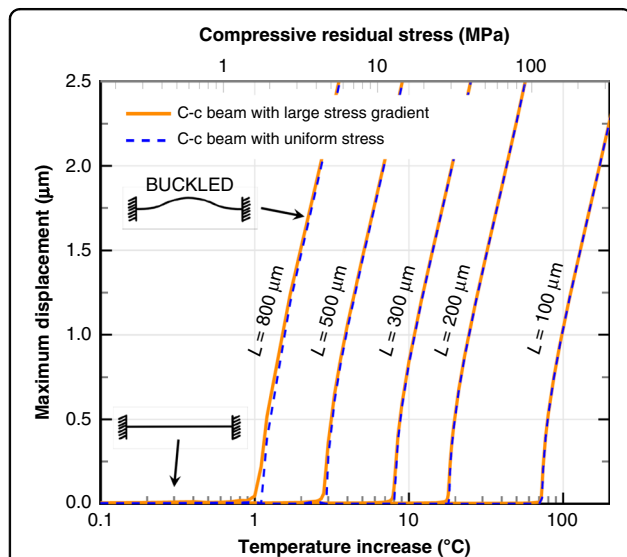 Compressive residual stress (MPa)
1 10 100
2.5
C-c beam with large stress gradient
C-c beam with uniform stress
2.0
BUCKLED
1.5
1.0
0.5
0.0
Maximum displacement (μm)
L = 800 μm
L = 500 μm
L = 300 μm
L = 200 μm
L = 100 μm
0.1 1 10 100
Temperature increase (°C)